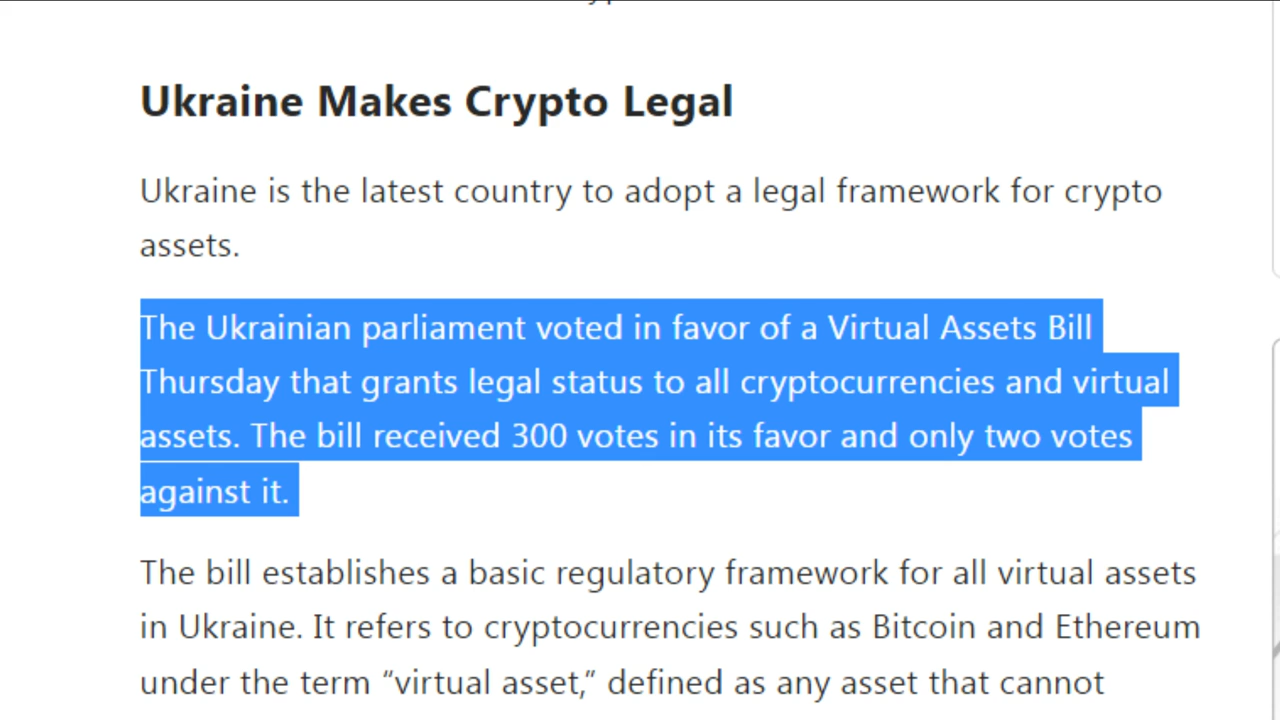 Ukraine Makes Crypto Legal
Ukraine is the latest country to adopt a legal framework for crypto
assets.
The Ukrainian parliament voted in favor of a Virtual Assets Bill
Thursday that grants legal status to all cryptocurrencies and virtual
assets. The bill received 300 votes in its favor and only two votes
against it.
The bill establishes a basic regulatory framework for all virtual assets
in Ukraine. It refers to cryptocurrencies such as Bitcoin and Ethereum
under the term “virtual asset,” defined as any asset that cannot